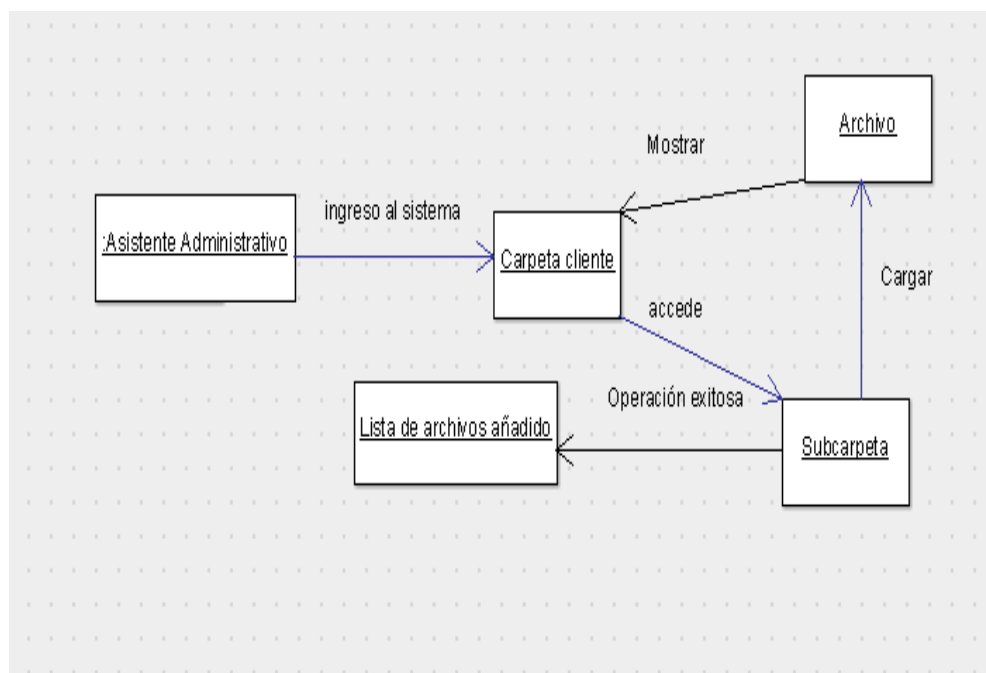 Archivo
Mostrar
ingreso al sistema
:Asistente Administrativo
Carpeta cliente
Cargar
accede
Operación exitosa
Lista de archivos añadido
Subcarpeta